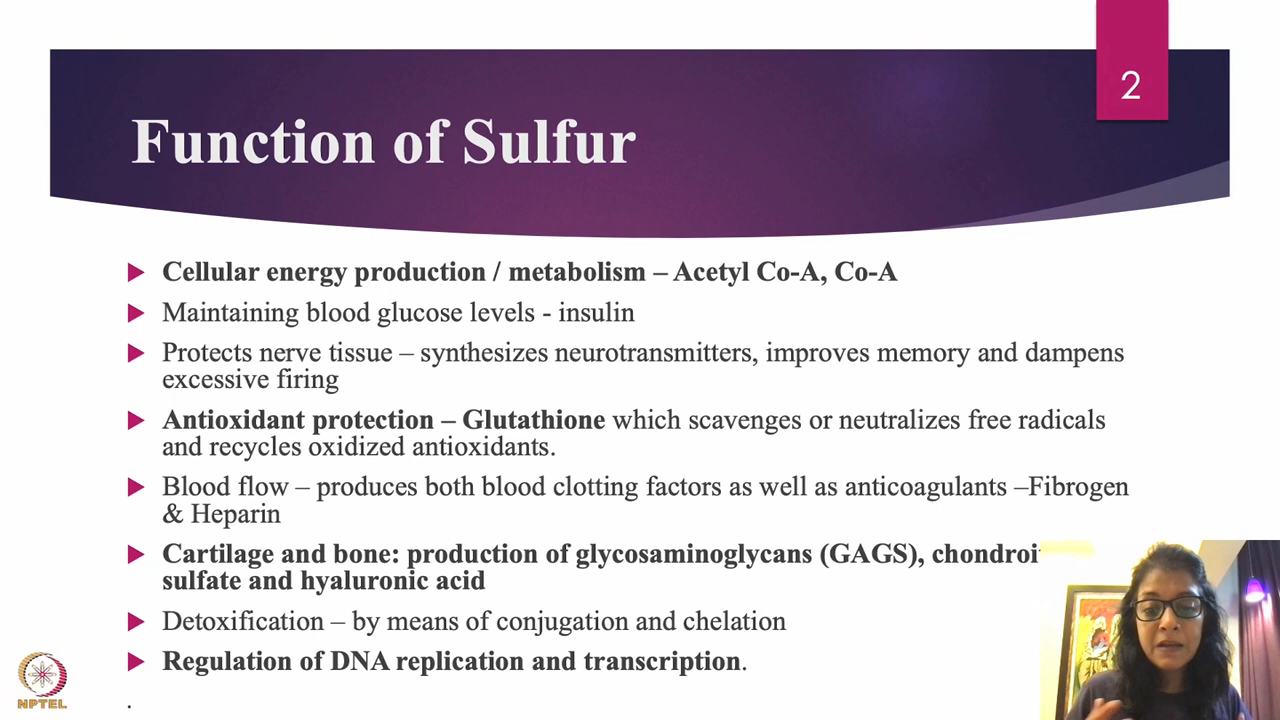 2
Function of Sulfur
Cellular energy production / metabolism – Acetyl Co-A, Co-A
Maintaining blood glucose levels - insulin
Protects nerve tissue – synthesizes neurotransmitters, improves memory and dampens
excessive firing
Antioxidant protection – Glutathione which scavenges or neutralizes free radicals
and recycles oxidized antioxidants.
Blood flow – produces both blood clotting factors as well as anticoagulants –Fibrogen
& Heparin
Cartilage and bone: production of glycosaminoglycans (GAGS),
sulfate and hyaluronic acid
Detoxification – by means of conjugation and chelation
Regulation of DNA replication and transcription.
.
NPTEL